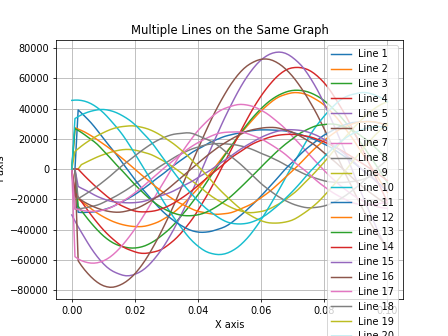 Multiple Lines on the Same Graph
80000
60000
40000
20000
0
−20000
−40000
−60000
−80000
0.00
0.02
0.04
0.06
X axis
Line 1
Line 2
Line 3
Line 4
Line 5
Line 6
Line 7
Line 8
Line 9
Line 10
Line 11
Line 12
Line 13
Line 14
Line 15
Line 16
Line 17
Line 18
Line 19
Line 20